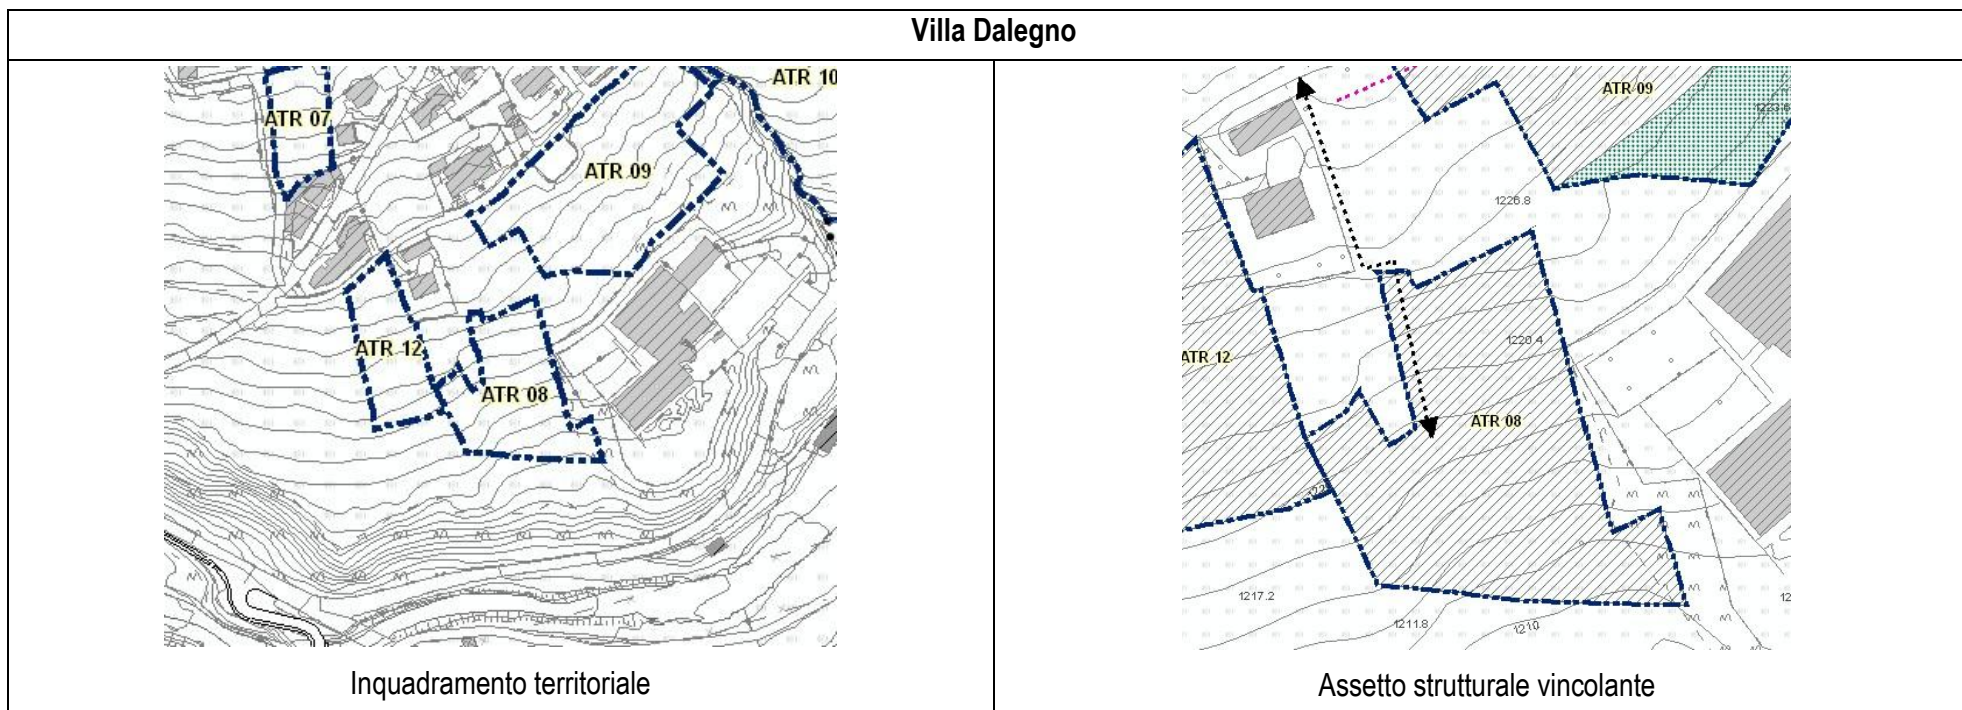 Villa Dalegno
ATR 10
ATR 07
ATR 09
ATR 12
ATR 08
Inquadramento territoriale
ATR 09
1226.8
ATR 12
1220.4
ATR 08
1217.2
1211.8
1210
Assetto strutturale vincolante